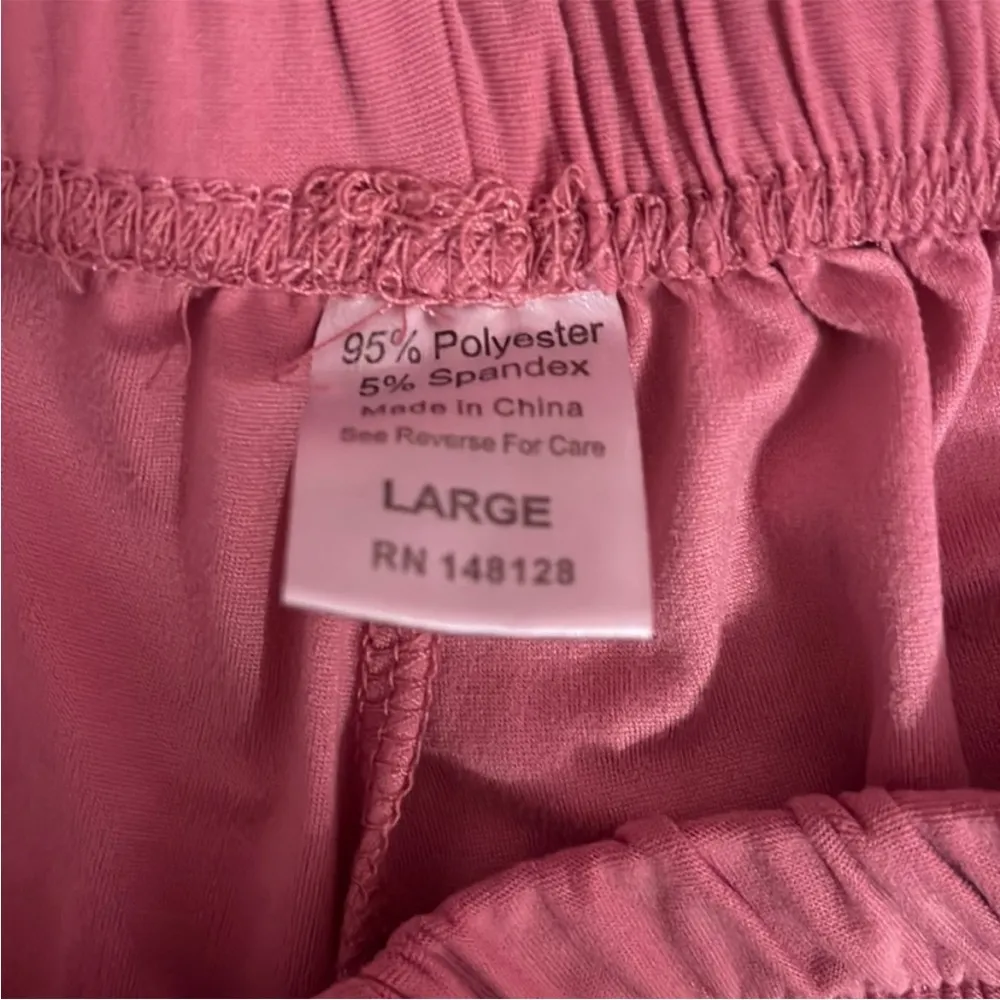 95% Polyester
5% Spandex
Made in China
See Reverse For Care
LARGE
RN 148128